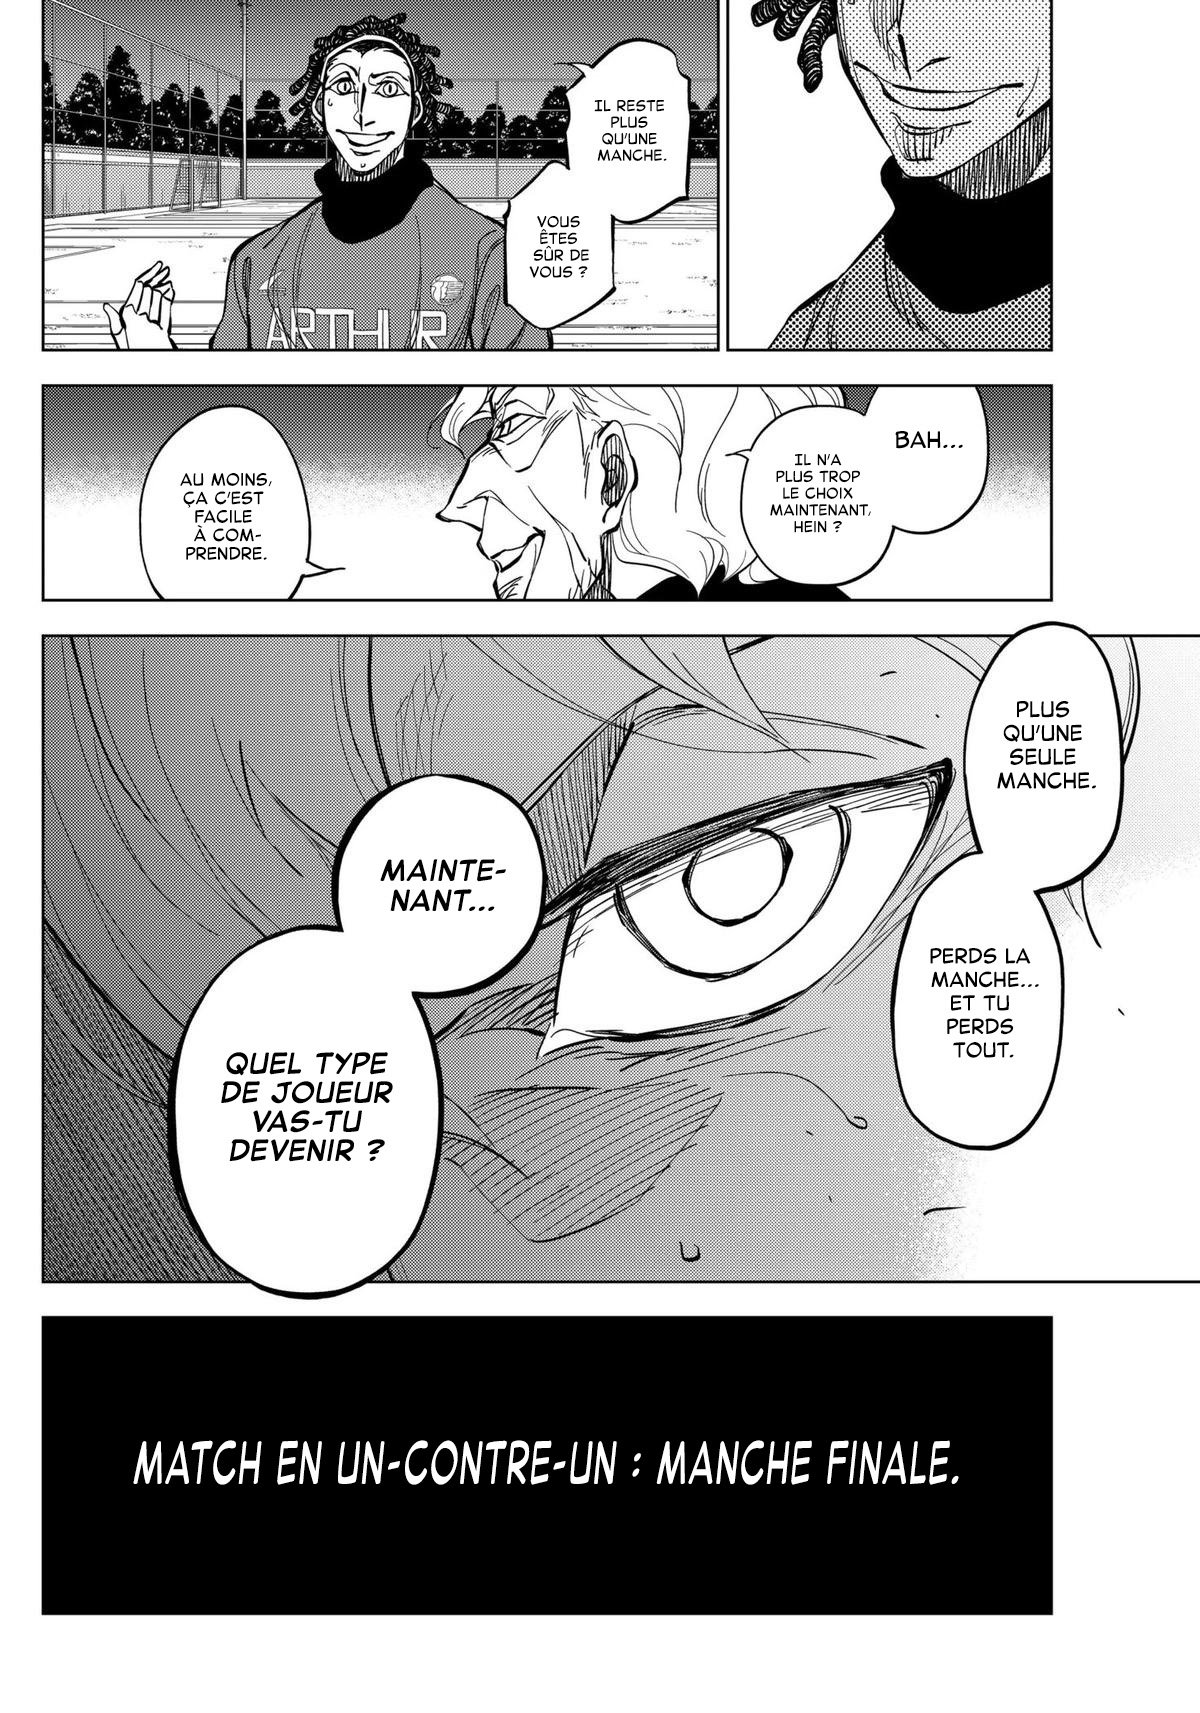 IL RESTE
PLUS
QU'UNE
MANCHE.
VOUS
ÊTES
SÛR DE
VOUS ?
ARTHUR
BAH...
IL N'A
PLUS TROP
LE CHOIX
MAINTENANT,
HEIN ?
AU MOINS,
ÇA C'EST
FACILE
À COM-
PRENDRE.
PLUS
QU'UNE
SEULE
MANCHE.
PERDS LA
MANCHE...
ET TU
PERDS
TOUT.
MAINTE-
NANT...
QUEL TYPE
DE JOUEUR
VAS-TU
DEVENIR ?
MATCH EN UN-CONTRE-UN : MANCHE FINALE.